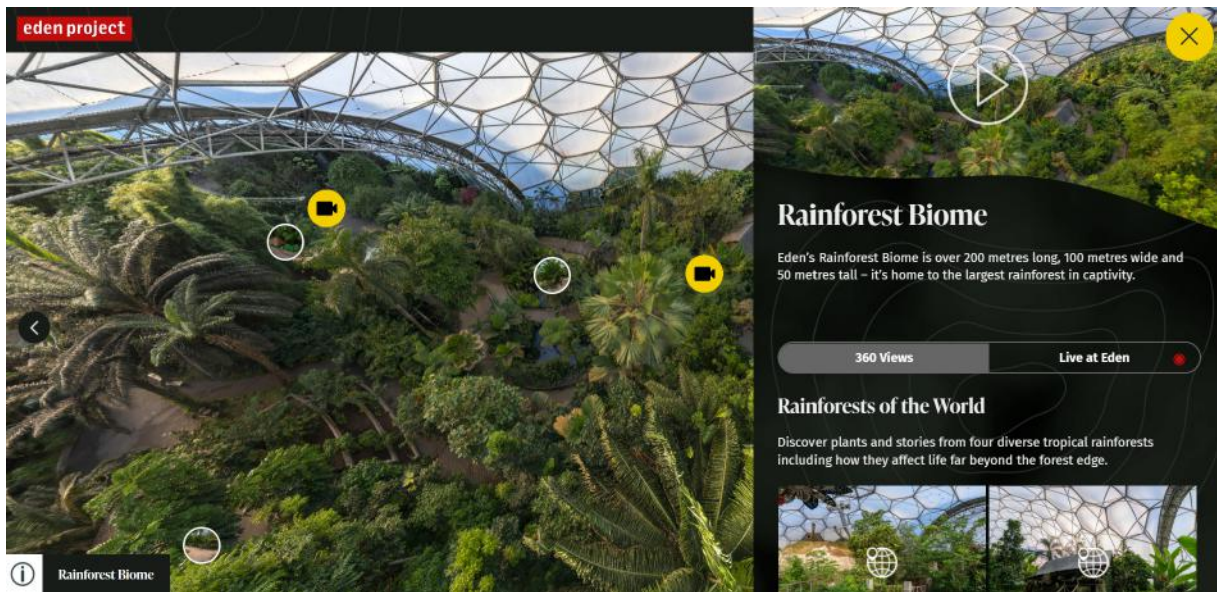 eden project
Rainforest Biome
Eden’s Rainforest Biome is over 200 metres long, 100 metres wide and
50 metres tall – it’s home to the largest rainforest in captivity.
360 Views
Live at Eden
Rainforests of the World
Discover plants and stories from four diverse tropical rainforests
including how they affect life far beyond the forest edge.
Rainforest Biome